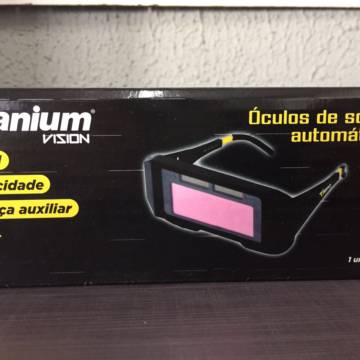 anium®
VISION
Óculos de so
automá
cidade
ça auxiliar
1 u